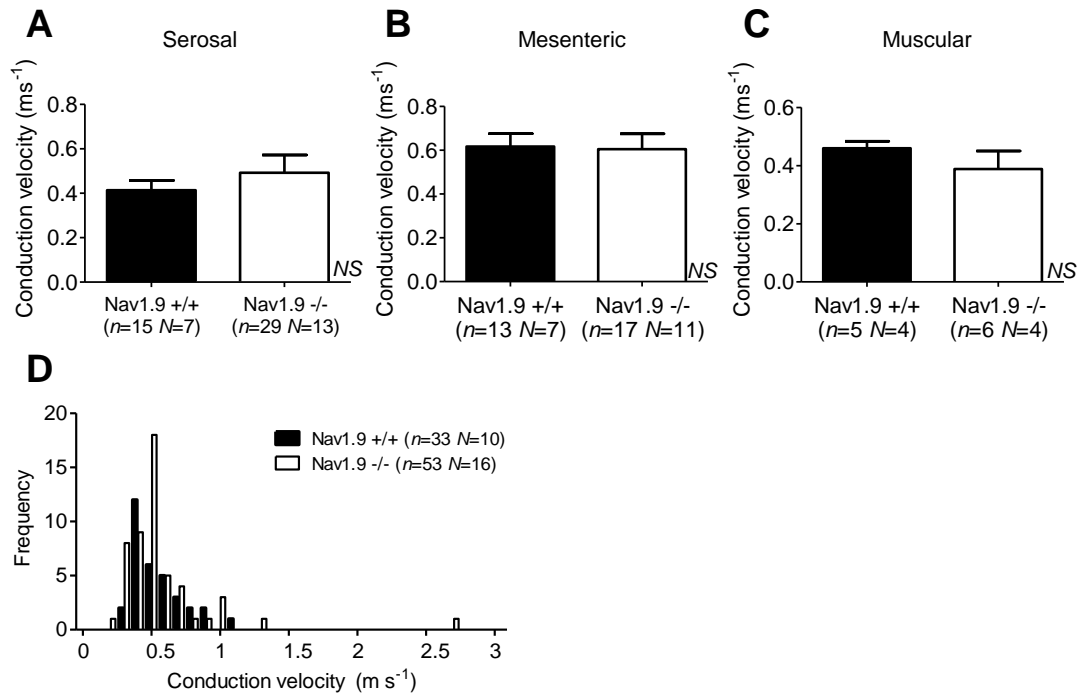 A
Serosal
Conduction velocity (ms-1)
0.8
0.6
0.4
0.2
0.0
NS
Nav1.9 +/+ Nav1.9 -/-
(n=15 N=7) (n=29 N=13)
B
Mesenteric
Conduction velocity (ms-1)
0.8
0.6
0.4
0.2
0.0
NS
Nav1.9 +/+ Nav1.9 -/-
(n=13 N=7) (n=17 N=11)
C
Muscular
Conduction velocity (ms-1)
0.6
0.4
0.2
0.0
NS
Nav1.9 +/+ Nav1.9 -/-
(n=5 N=4) (n=6 N=4)
D
Frequency
20
15
10
5
0
Nav1.9 +/+ (n=33 N=10)
Nav1.9 -/- (n=53 N=16)
0 0.5 1 1.5 2 2.5 3
Conduction velocity (m s-1)